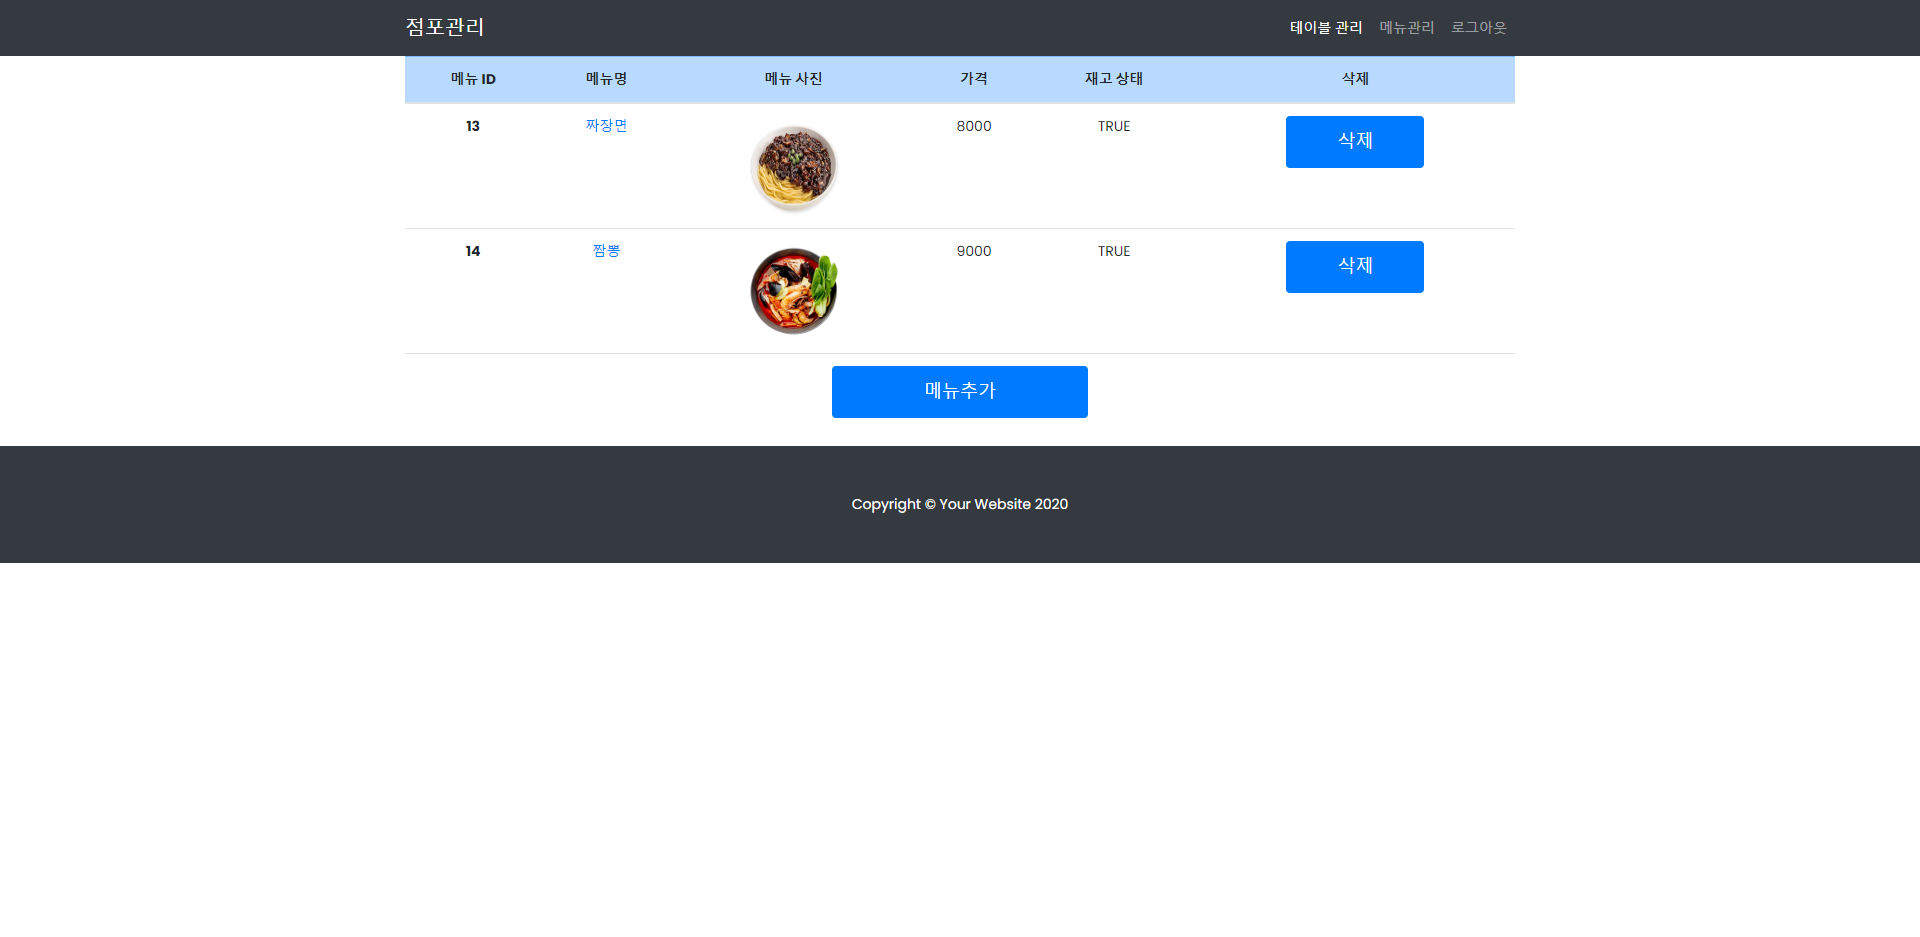 점포관리 테이블 관리 메뉴관리 로그아웃
메뉴 ID 메뉴명 메뉴 사진 가격 재고 상태 삭제
13 짜장면 8000 TRUE 삭제
14 짬뽕 9000 TRUE 삭제
메뉴추가
Copyright © Your Website 2020